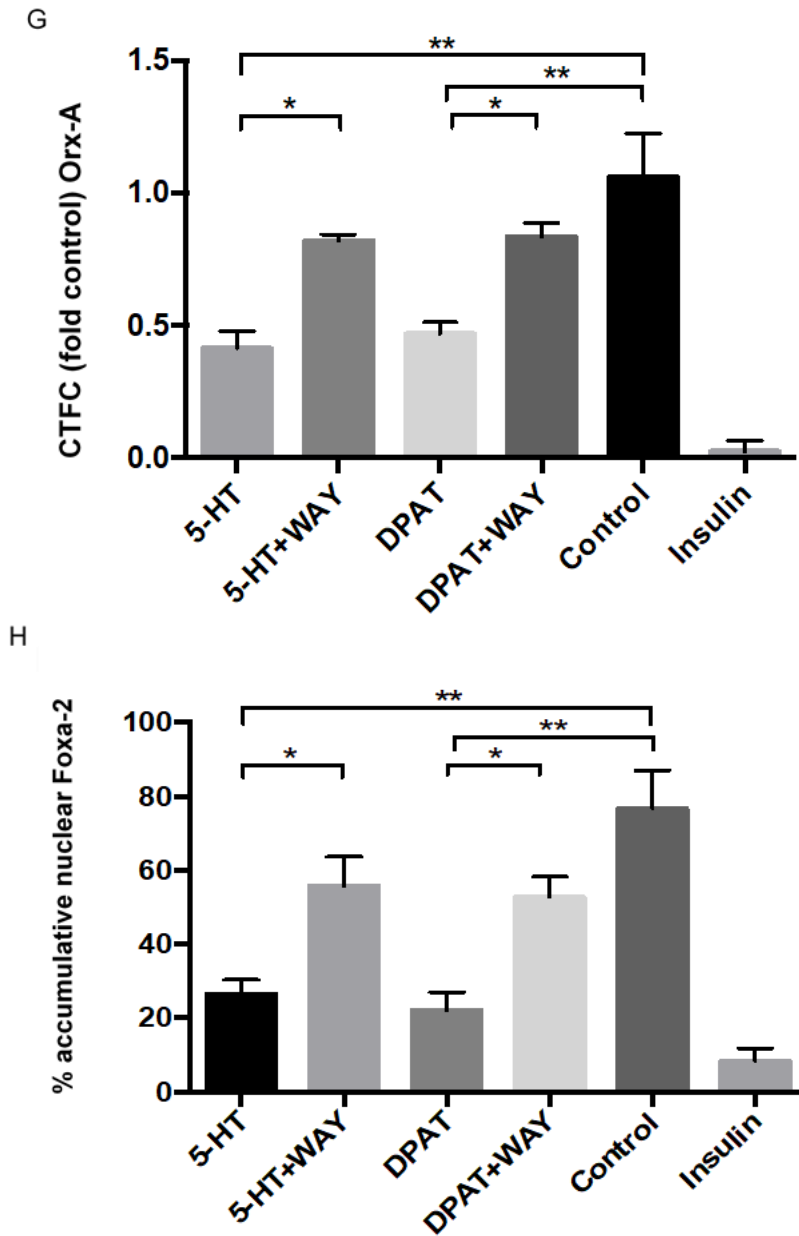 G
**
**
*
*
1.5
1.0
0.5
0.0
CTFC (fold control) Orx-A
5-HT
5-HT+WAY
DPAT
DPAT+WAY
Control
Insulin
H
**
**
*
*
100
80
60
40
20
0
% accumulative nuclear Foxa-2
5-HT
5-HT+WAY
DPAT
DPAT+WAY
Control
Insulin